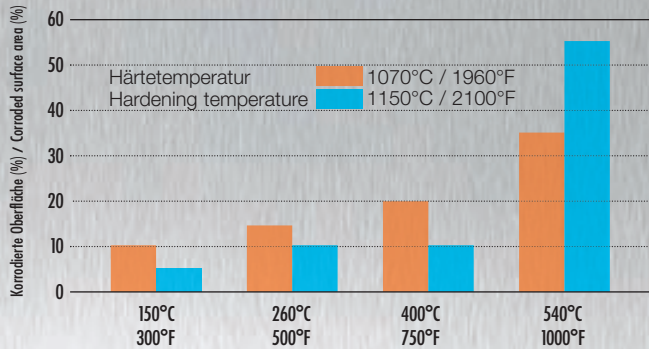 Korrodierte Oberfläche (%) / Corroded surface area (%)
60
50
40
30
20
10
0
Härtetemperatur 1070°C / 1960°F
Hardening temperature 1150°C / 2100°F
150°C 260°C 400°C 540°C
300°F 500°F 750°F 1000°F